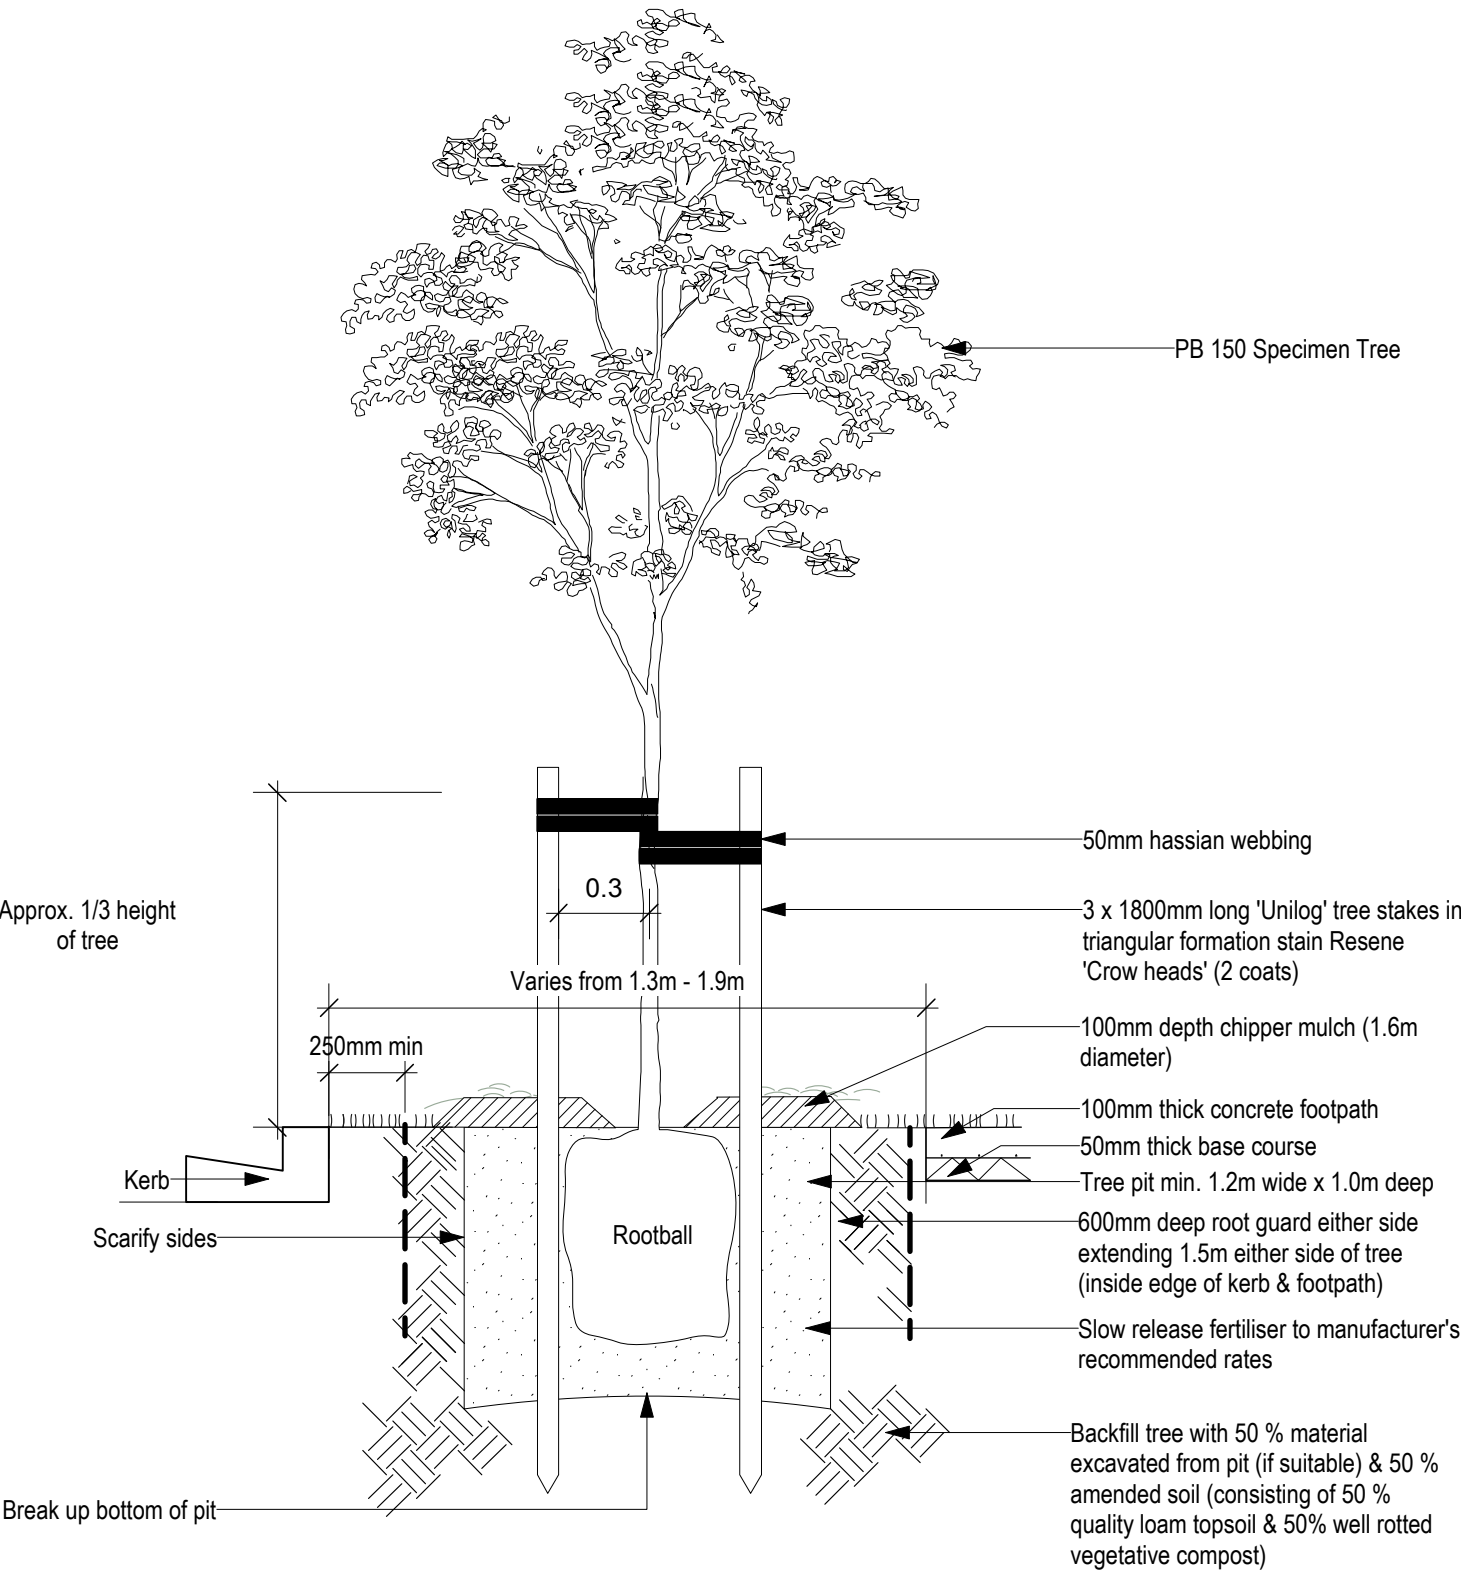 PB 150 Specimen Tree
50mm hassian webbing
0.3
3 x 1800mm long 'Unilog' tree stakes in
triangular formation stain Resene
'Crow heads' (2 coats)
Approx. 1/3 height
of tree
Varies from 1.3m - 1.9m
250mm min
100mm depth chipper mulch (1.6m
diameter)
100mm thick concrete footpath
50mm thick base course
Kerb
Tree pit min. 1.2m wide x 1.0m deep
Scarify sides
Rootball
600mm deep root guard either side
extending 1.5m either side of tree
(inside edge of kerb & footpath)
Slow release fertiliser to manufacturer's
recommended rates
Break up bottom of pit
Backfill tree with 50 % material
excavated from pit (if suitable) & 50 %
amended soil (consisting of 50 %
quality loam topsoil & 50% well rotted
vegetative compost)